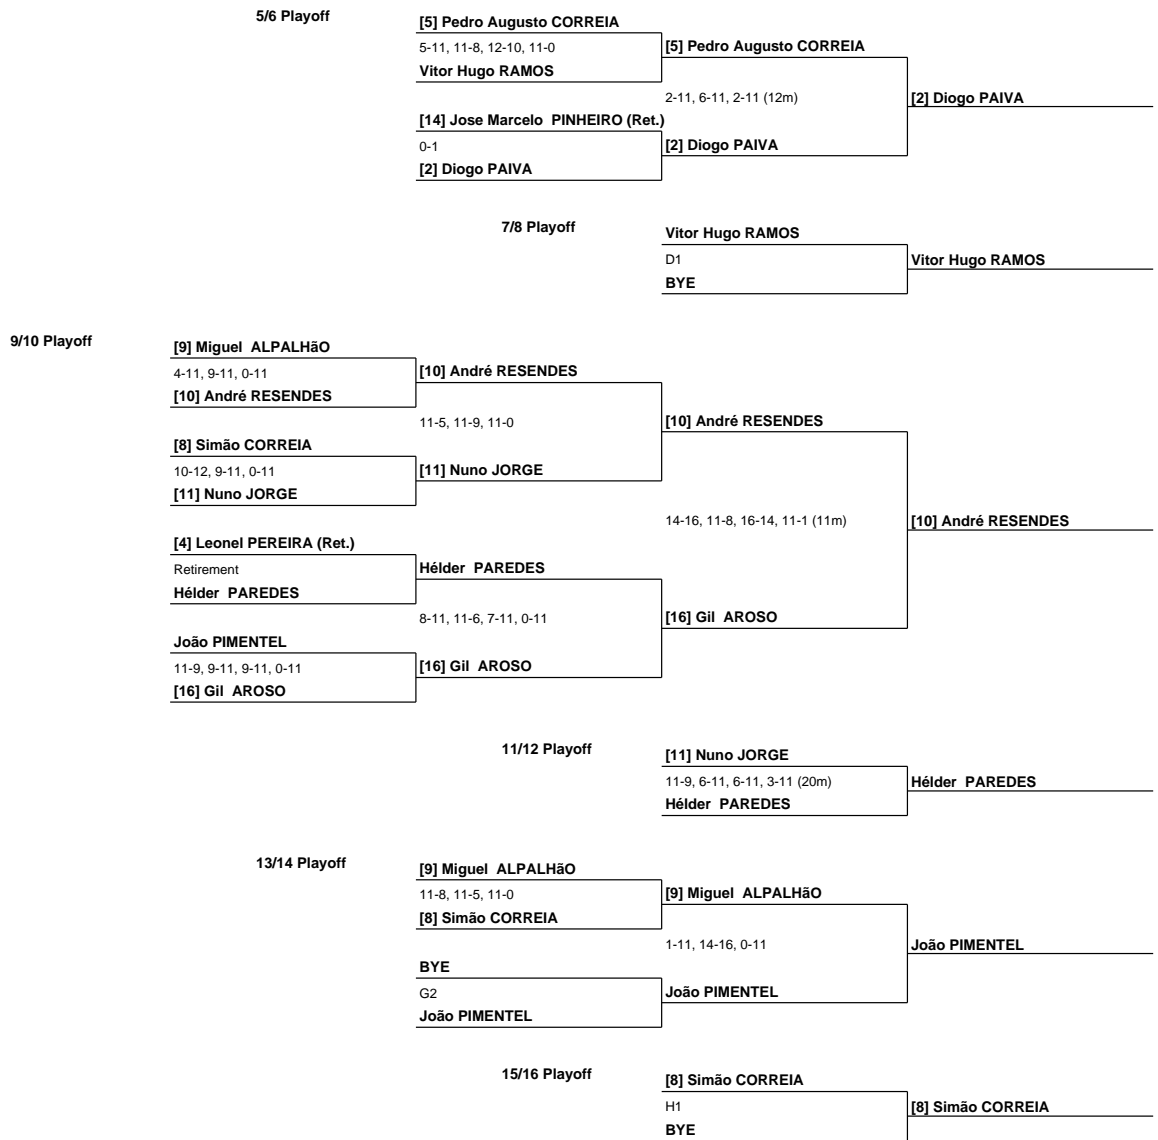 5/6 Playoff
[5] Pedro Augusto CORREIA
5-11, 11-8, 12-10, 11-0
[5] Pedro Augusto CORREIA
Vitor Hugo RAMOS
2-11, 6-11, 2-11 (12m)
[2] Diogo PAIVA
[14] Jose Marcelo  PINHEIRO (Ret.)
0-1
[2] Diogo PAIVA
[2] Diogo PAIVA
7/8 Playoff
Vitor Hugo RAMOS
D1
Vitor Hugo RAMOS
BYE
9/10 Playoff
[9] Miguel  ALPALHãO
4-11, 9-11, 0-11
[10] André RESENDES
[10] André RESENDES
11-5, 11-9, 11-0
[10] André RESENDES
[8] Simão CORREIA
10-12, 9-11, 0-11
[11] Nuno JORGE
[11] Nuno JORGE
14-16, 11-8, 16-14, 11-1 (11m)
[10] André RESENDES
[4] Leonel PEREIRA (Ret.)
Retirement
Hélder  PAREDES
Hélder  PAREDES
8-11, 11-6, 7-11, 0-11
[16] Gil  AROSO
João PIMENTEL
11-9, 9-11, 9-11, 0-11
[16] Gil  AROSO
[16] Gil  AROSO
11/12 Playoff
[11] Nuno JORGE
11-9, 6-11, 6-11, 3-11 (20m)
Hélder  PAREDES
Hélder  PAREDES
13/14 Playoff
[9] Miguel  ALPALHãO
11-8, 11-5, 11-0
[9] Miguel  ALPALHãO
[8] Simão CORREIA
1-11, 14-16, 0-11
João PIMENTEL
BYE
G2
João PIMENTEL
João PIMENTEL
15/16 Playoff
[8] Simão CORREIA
H1
[8] Simão CORREIA
BYE